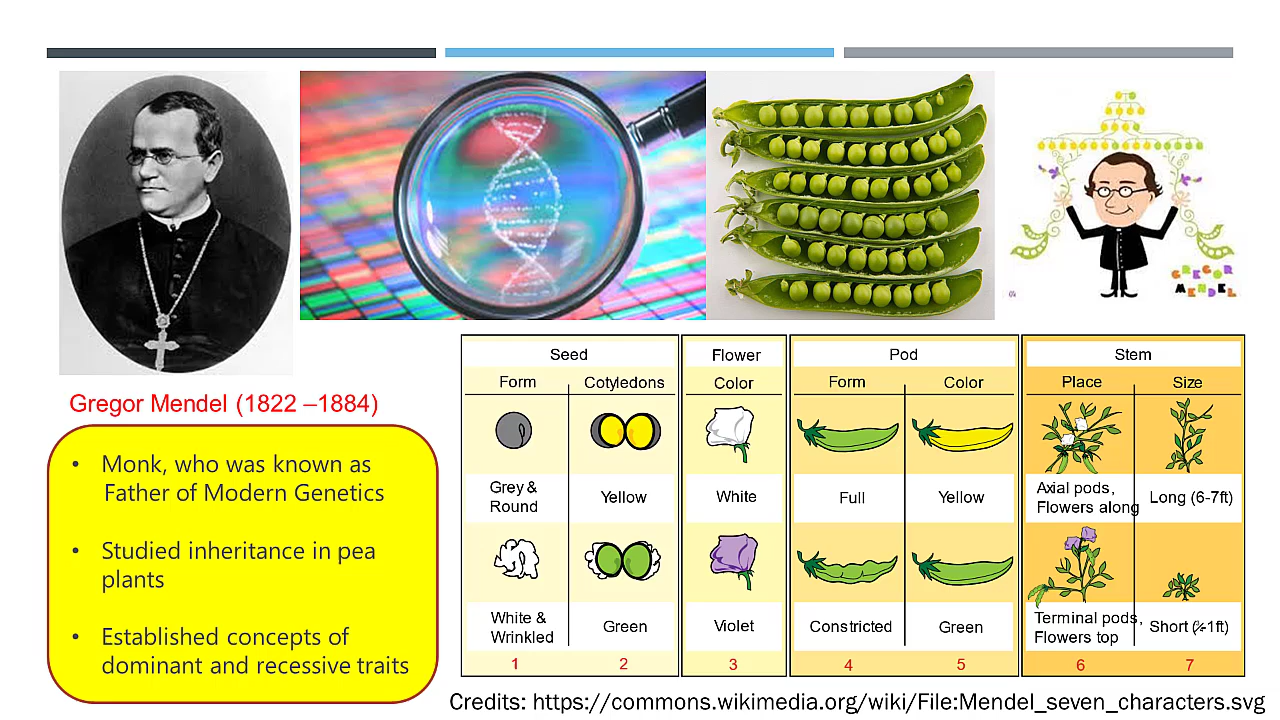 GREGOR
MENDEL
Gregor Mendel (1822 –1884)
• Monk, who was known as
Father of Modern Genetics
• Studied inheritance in pea
plants
• Established concepts of
dominant and recessive traits
Seed
Flower
Pod
Stem
Form
Cotyledons
Color
Form
Color
Place
Size
Grey &
Round
Yellow
White
Full
Yellow
Axial pods,
Flowers along
Long (6-7ft)
White &
Wrinkled
Green
Violet
Constricted
Green
Terminal pods,
Flowers top
Short (¾-1ft)
1
2
3
4
5
6
7
Credits: https://commons.wikimedia.org/wiki/File:Mendel_seven_characters.svg